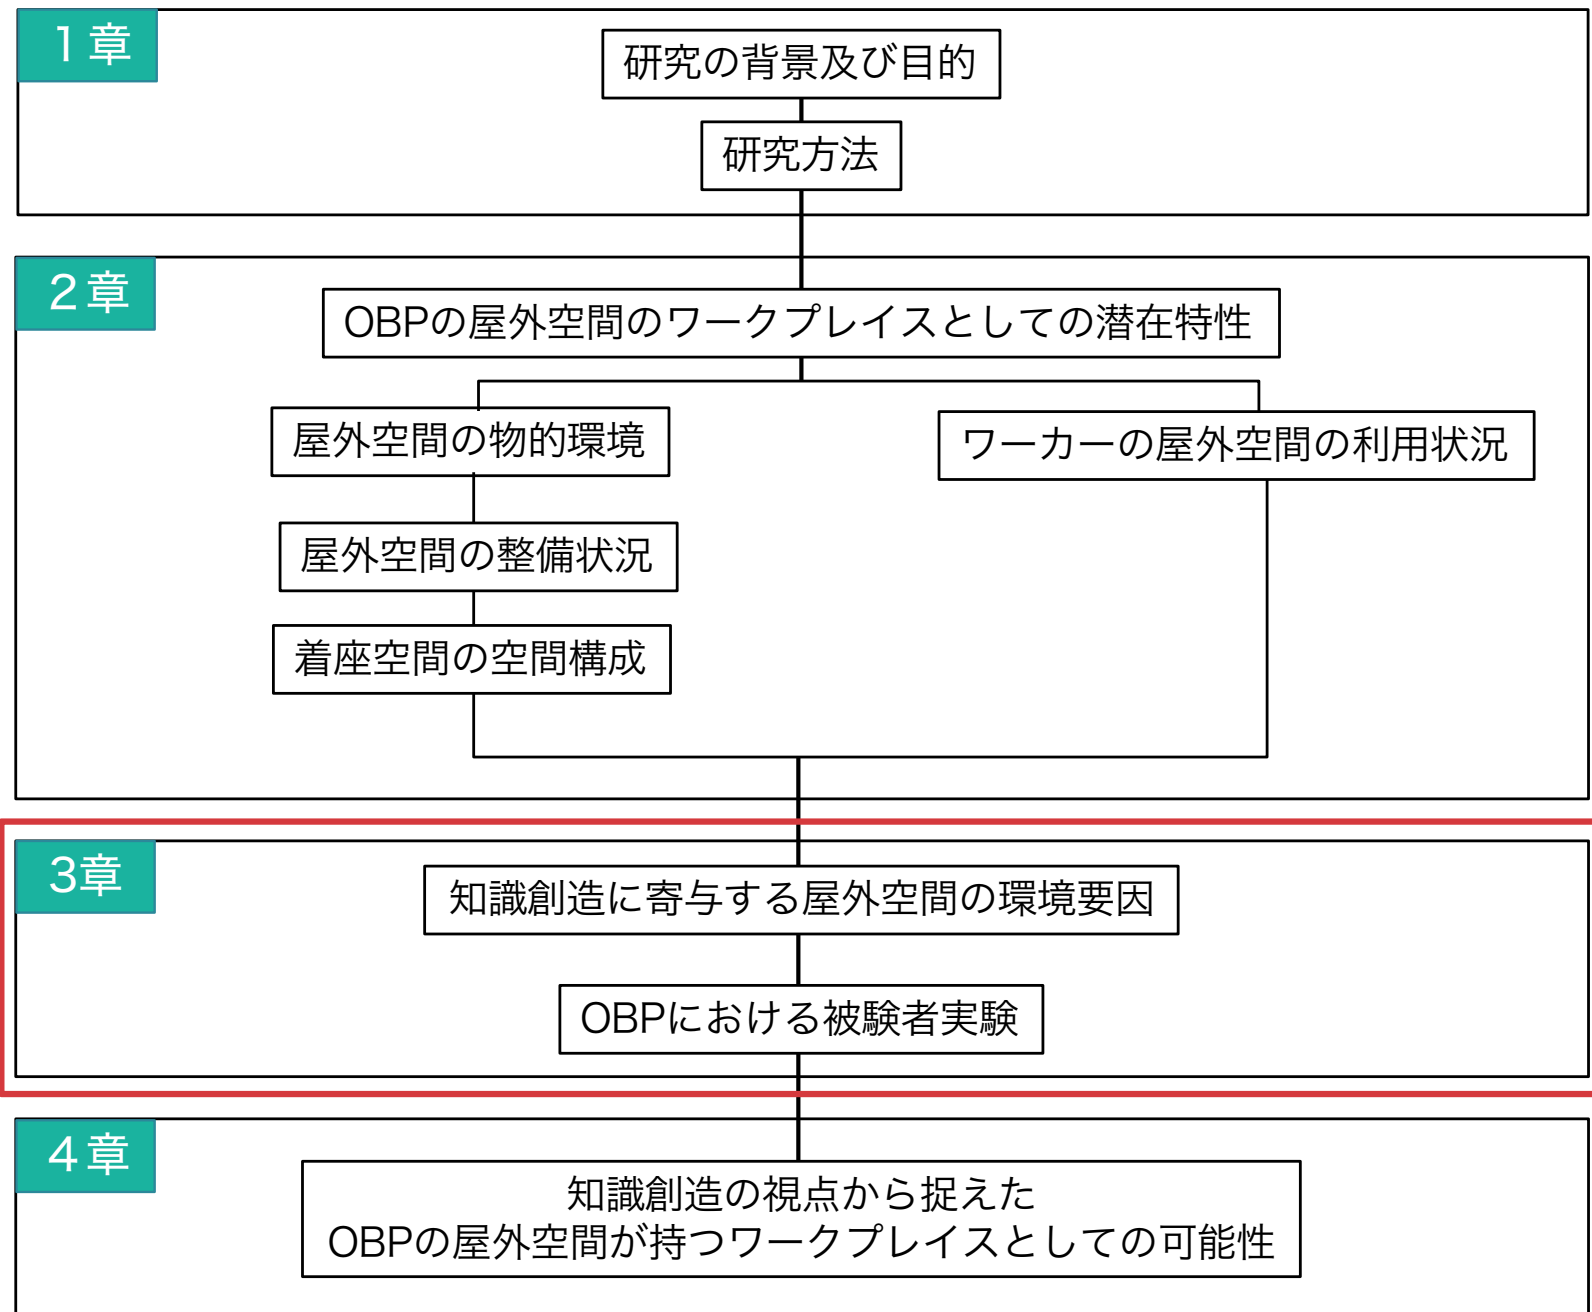 １章
研究の背景及び目的
研究方法
２章
OBPの屋外空間のワークプレイスとしての潜在特性
屋外空間の物的環境
ワーカーの屋外空間の利用状況
屋外空間の整備状況
着座空間の空間構成
3章
知識創造に寄与する屋外空間の環境要因
OBPにおける被験者実験
４章
知識創造の視点から捉えた
OBPの屋外空間が持つワークプレイスとしての可能性